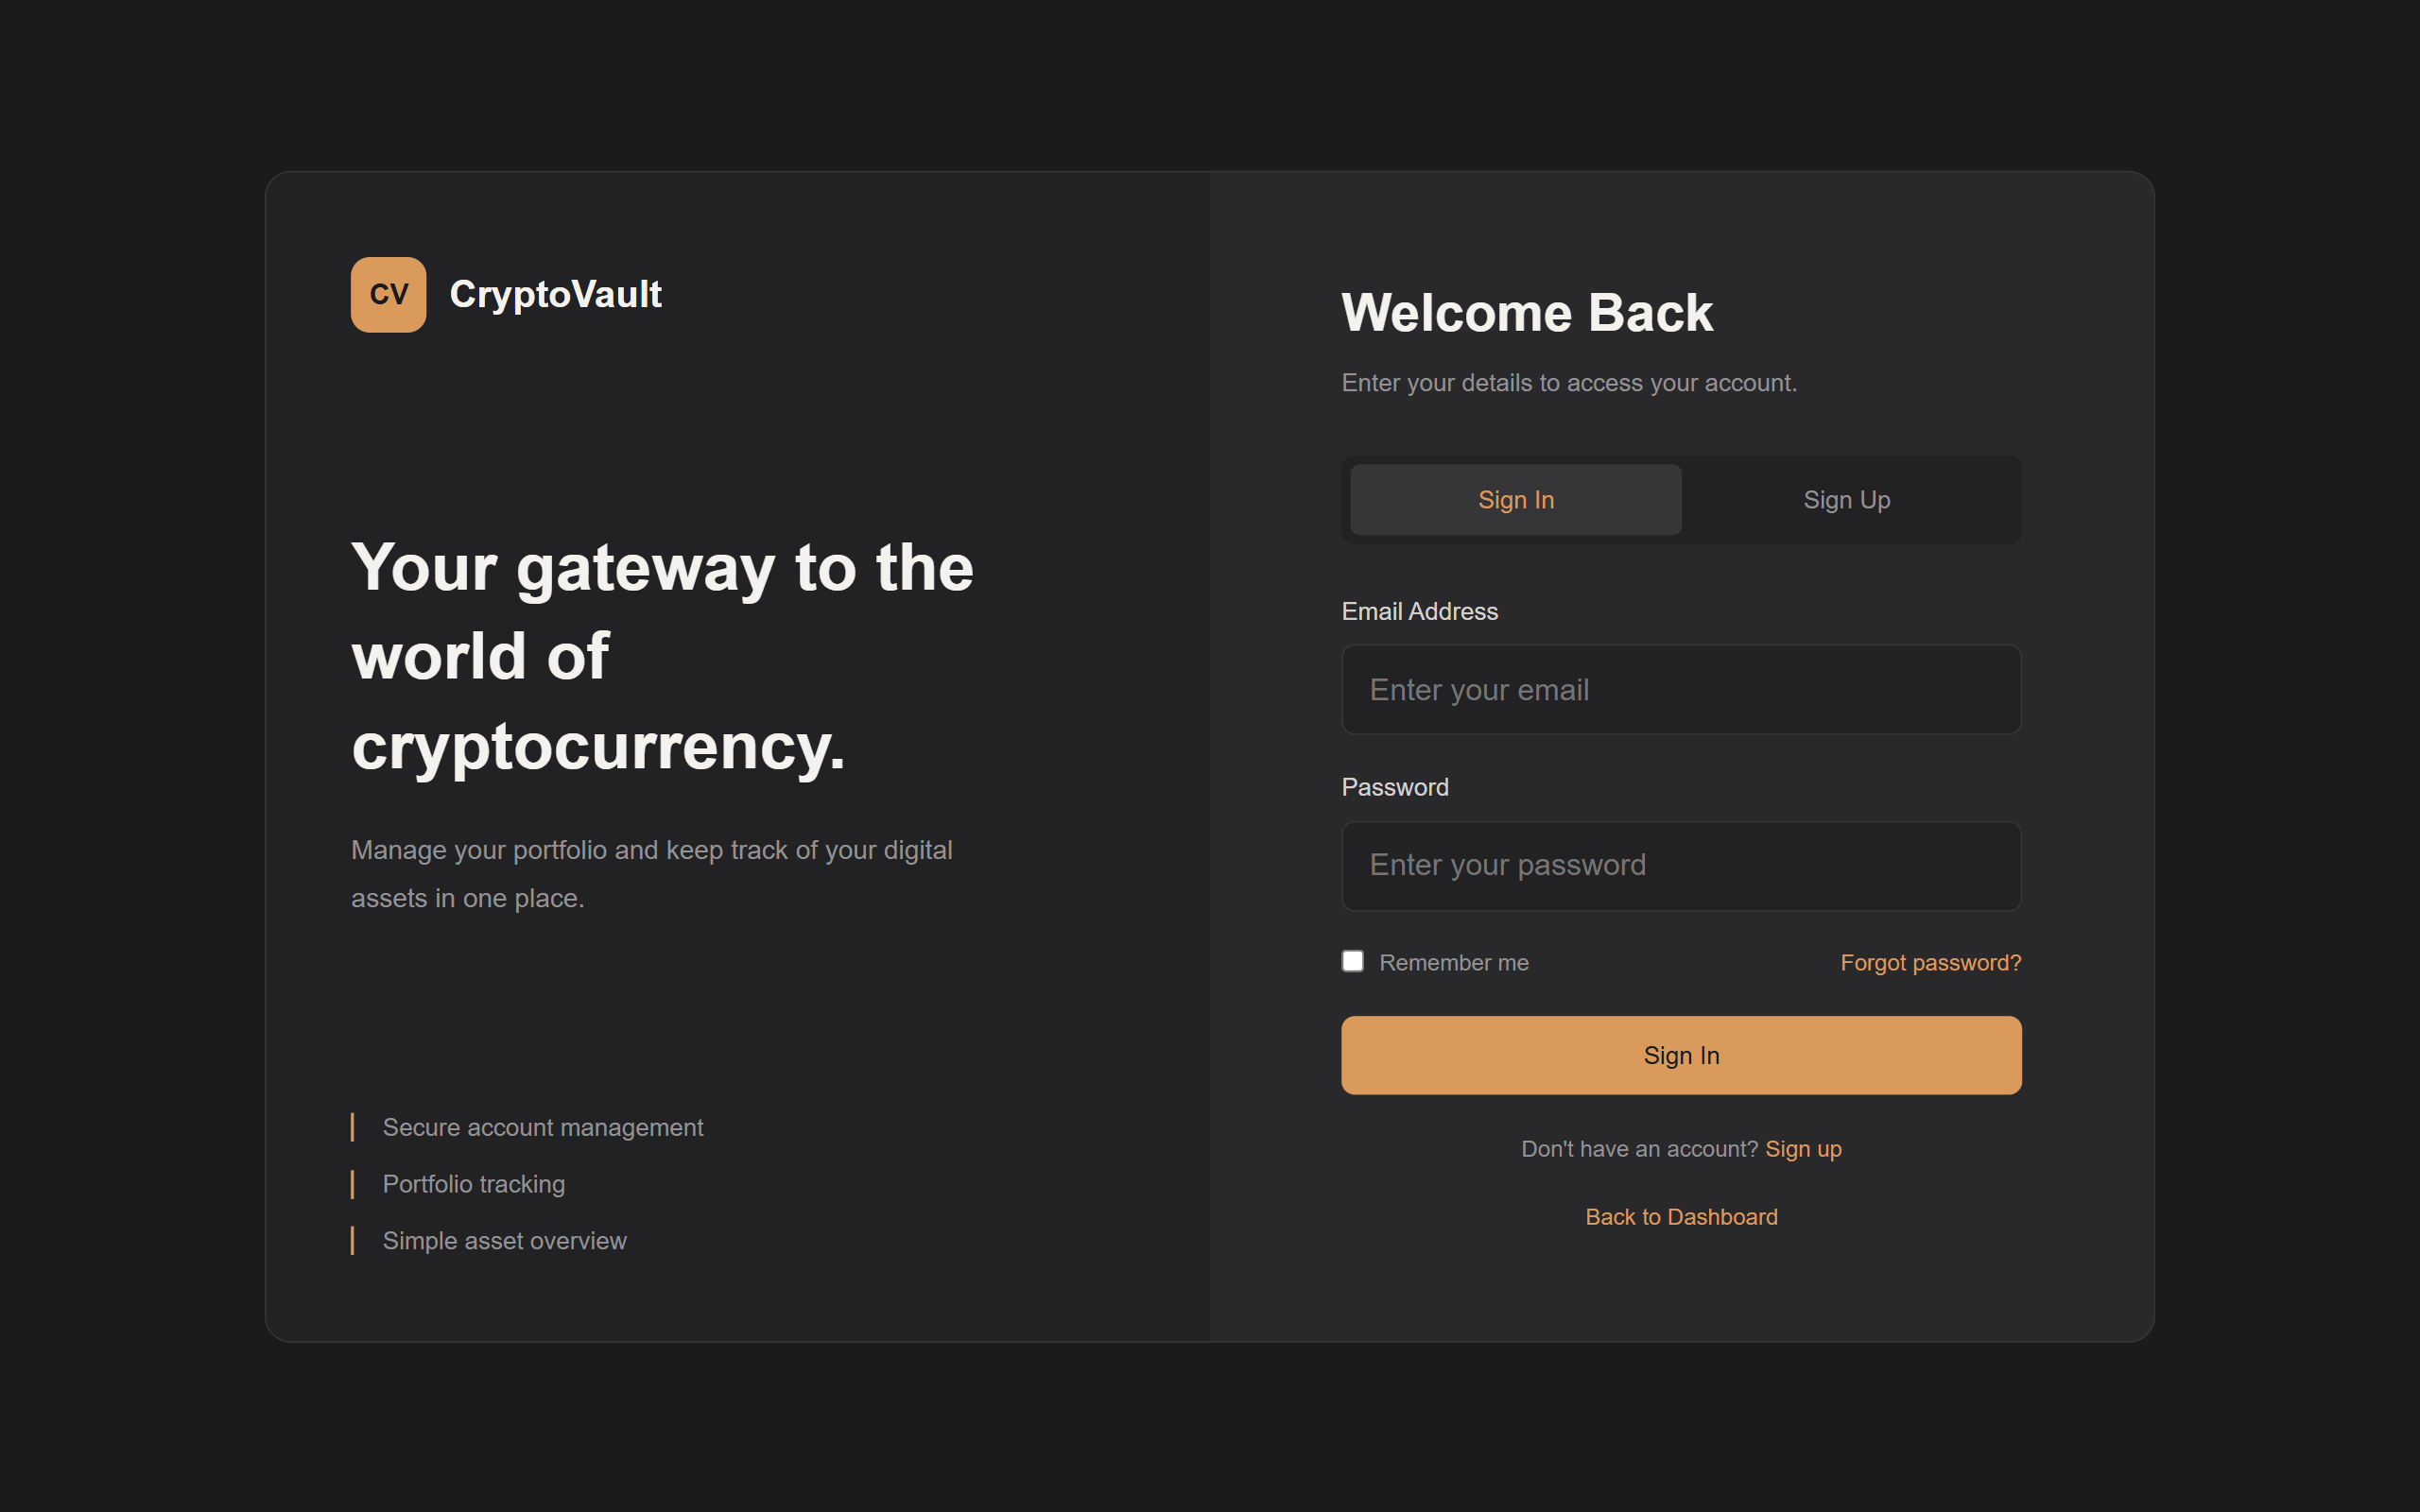 CV
CryptoVault
Your gateway to the
world of
cryptocurrency.
Manage your portfolio and keep track of your digital
assets in one place.
Secure account management
Portfolio tracking
Simple asset overview
Welcome Back
Enter your details to access your account.
Sign In
Sign Up
Email Address
Enter your email
Password
Enter your password
Remember me
Forgot password?
Sign In
Don't have an account? Sign up
Back to Dashboard